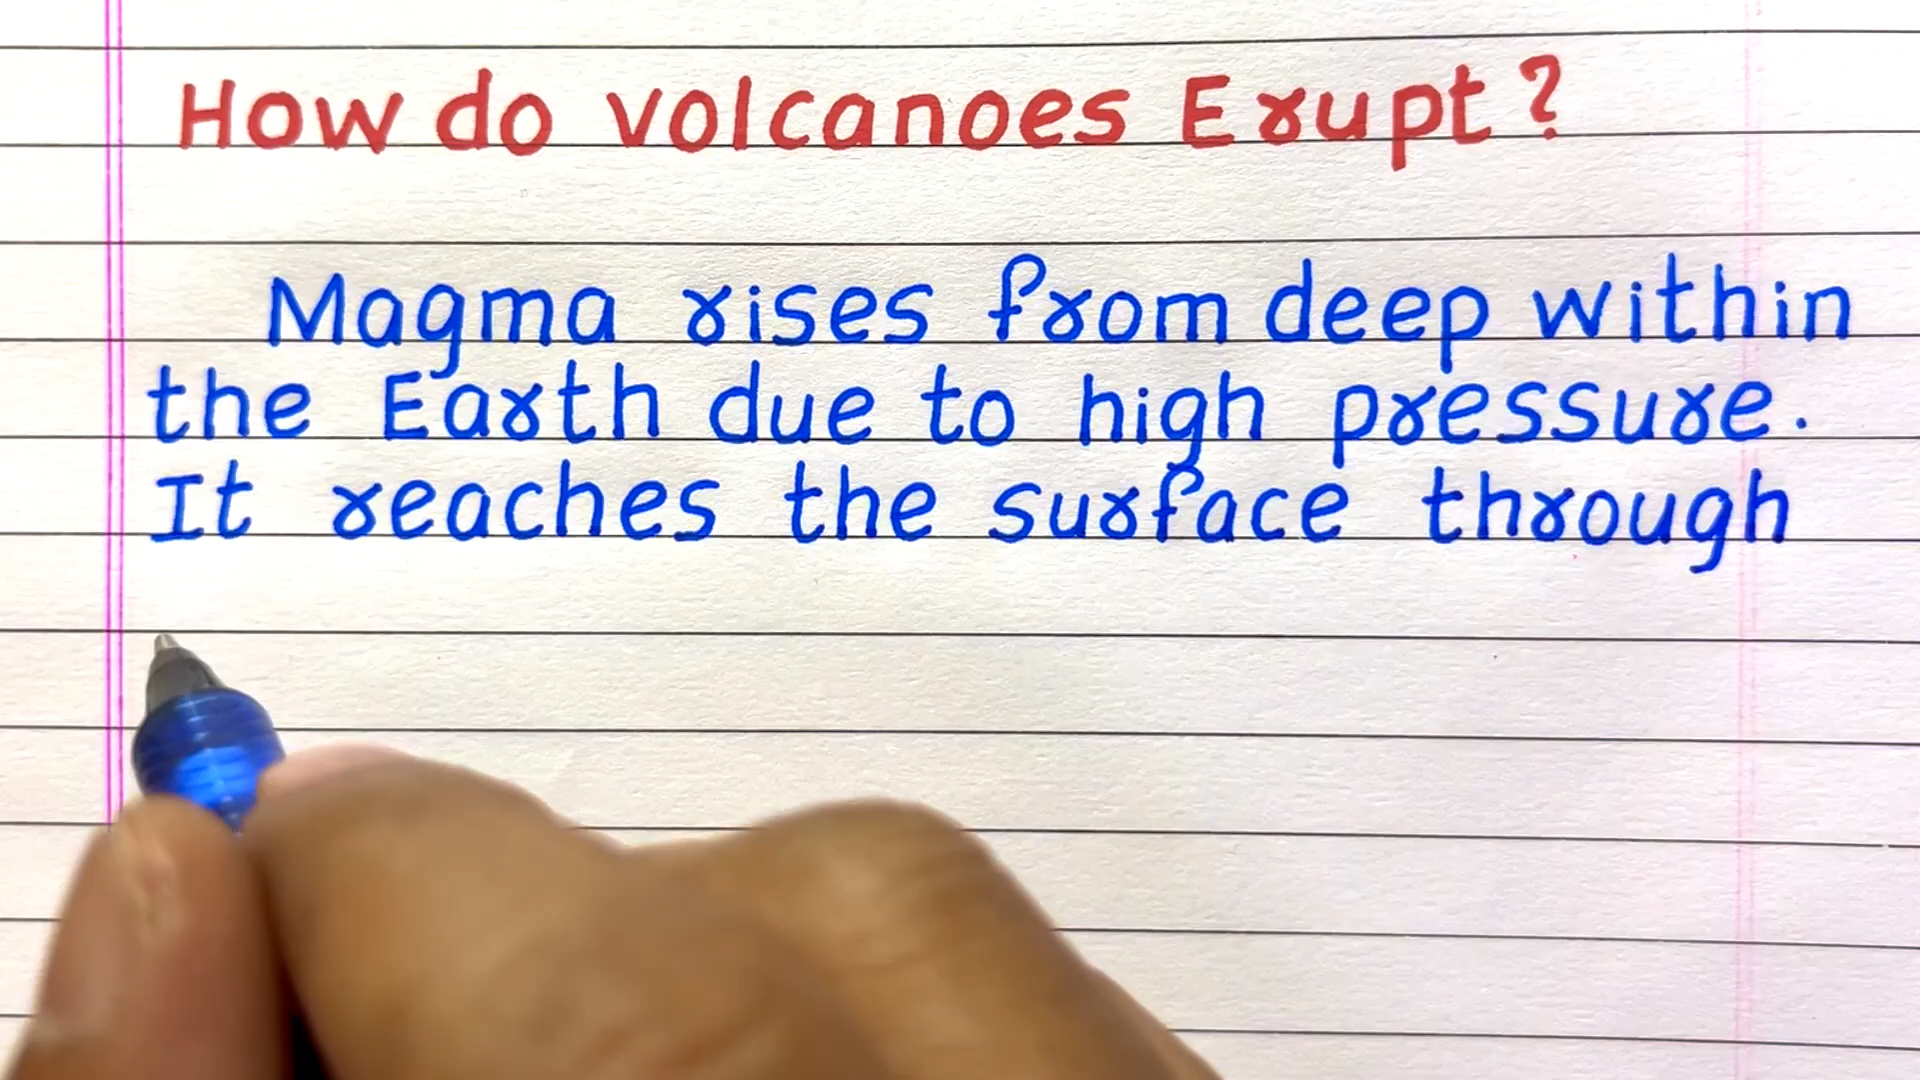 How do volcanoes Erupt?
Magma rises from deep within
the Earth due to high pressure.
It reaches the surface through